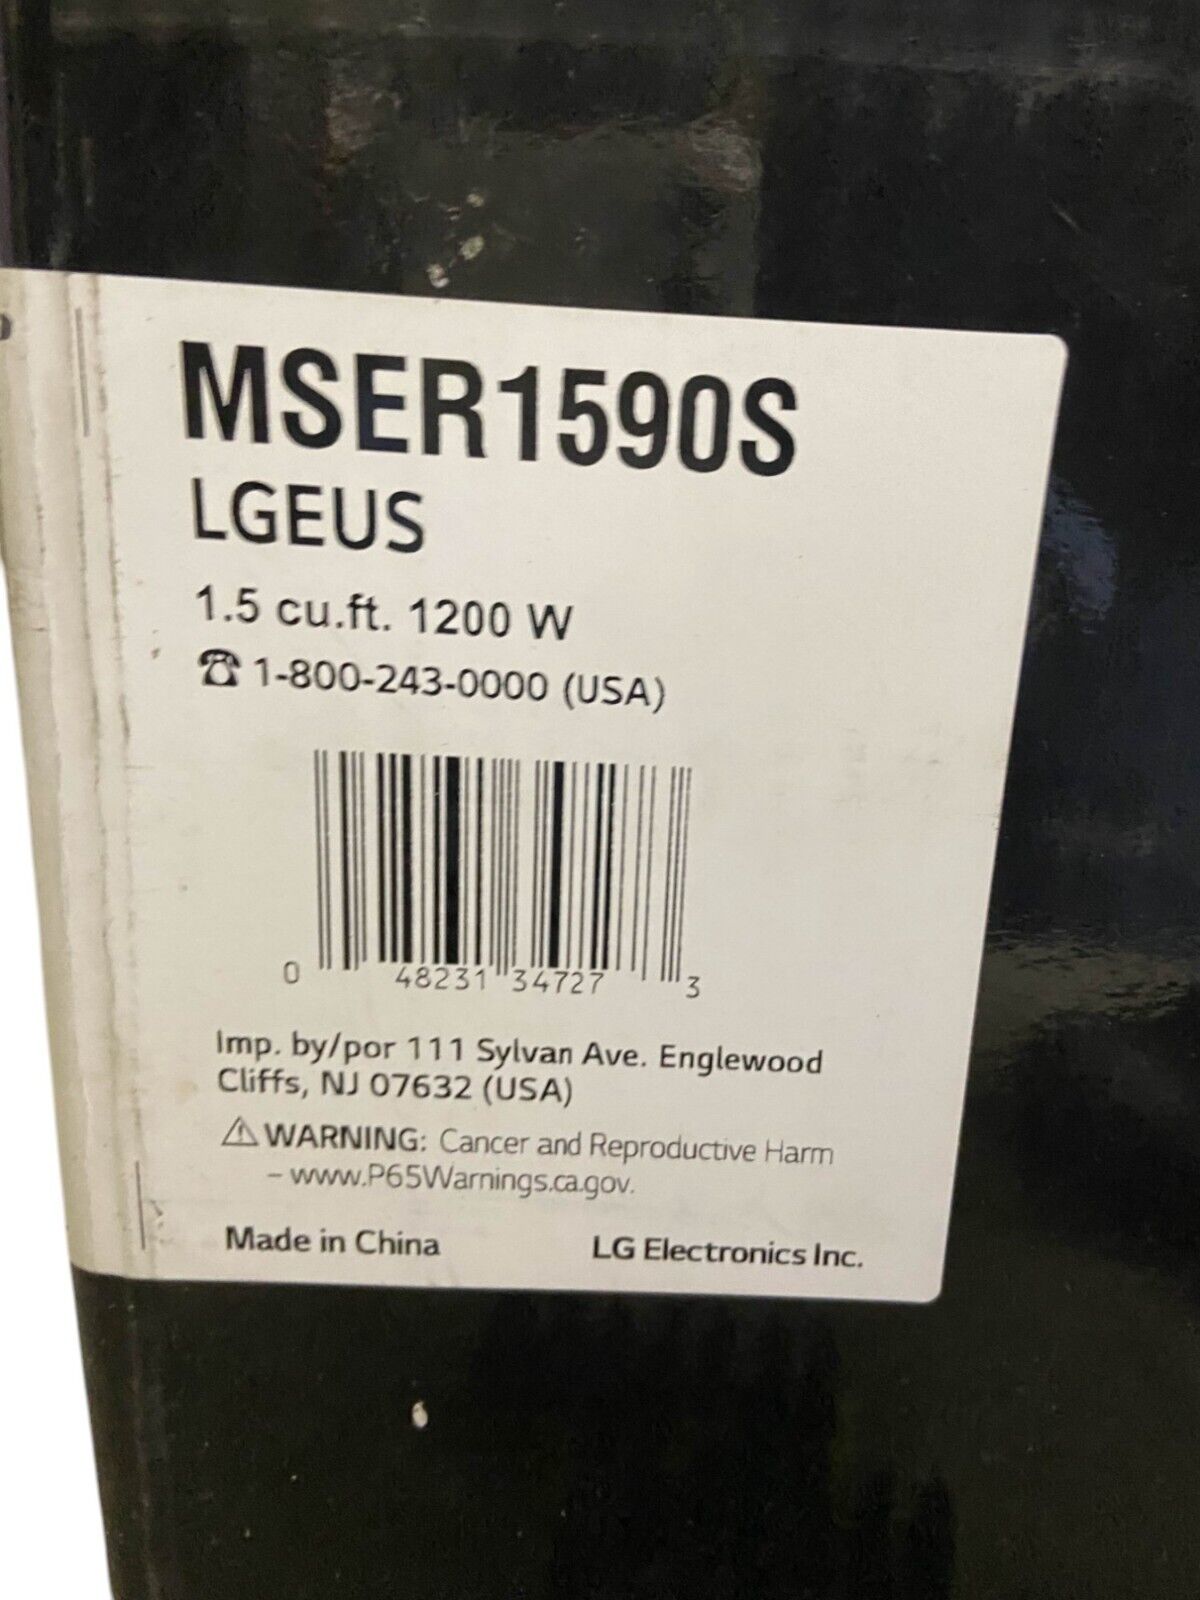 MSER1590S
LGEUS
1.5 cu.ft. 1200 W
☎ 1-800-243-0000 (USA)
0 48231 34727 3
Imp. by/por 111 Sylvan Ave. Englewood
Cliffs, NJ 07632 (USA)
⚠ WARNING: Cancer and Reproductive Harm
– www.P65Warnings.ca.gov.
Made in China LG Electronics Inc.